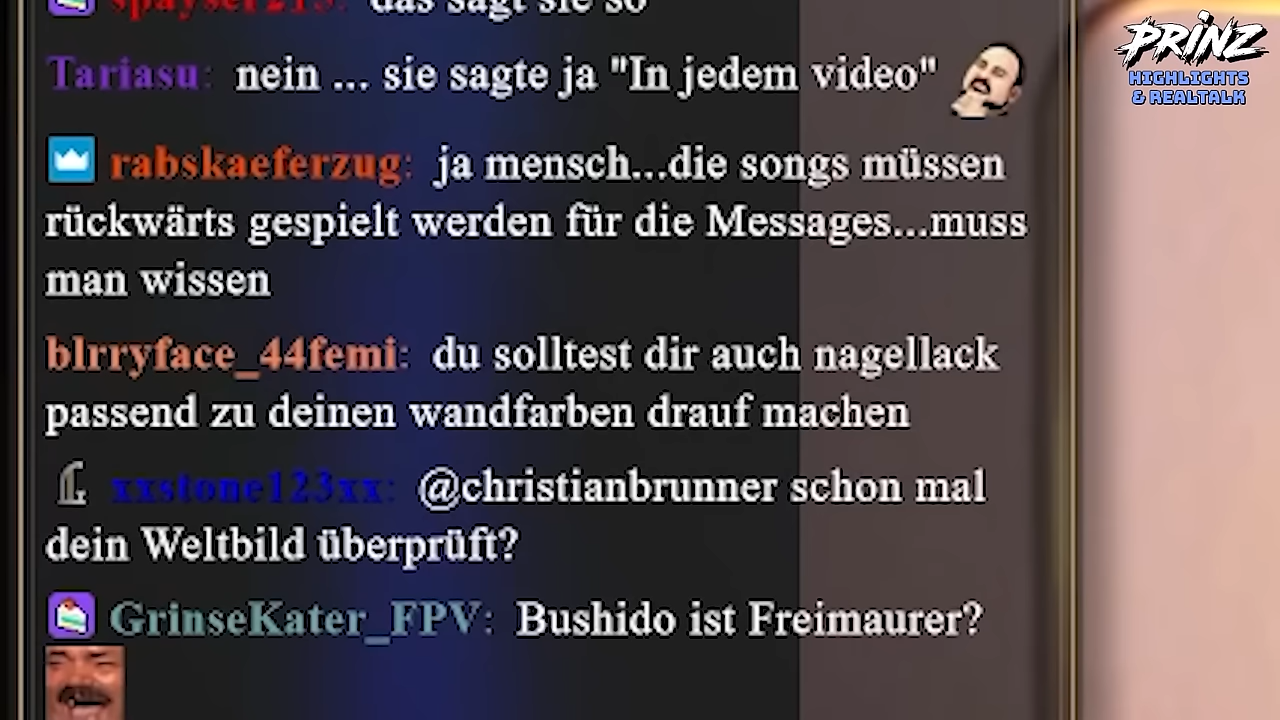 spayser213: das sagt sie so
Tariasu: nein ... sie sagte ja "In jedem video"
rabskaeferzug: ja mensch...die songs müssen
rückwärts gespielt werden für die Messages...muss
man wissen
blrryface_44femi: du solltest dir auch nagellack
passend zu deinen wandfarben drauf machen
xxstone123xx: @christianbrunner schon mal
dein Weltbild überprüft?
GrinseKater_FPV: Bushido ist Freimaurer?
PRINZ
HIGHLIGHTS
& REALTALK